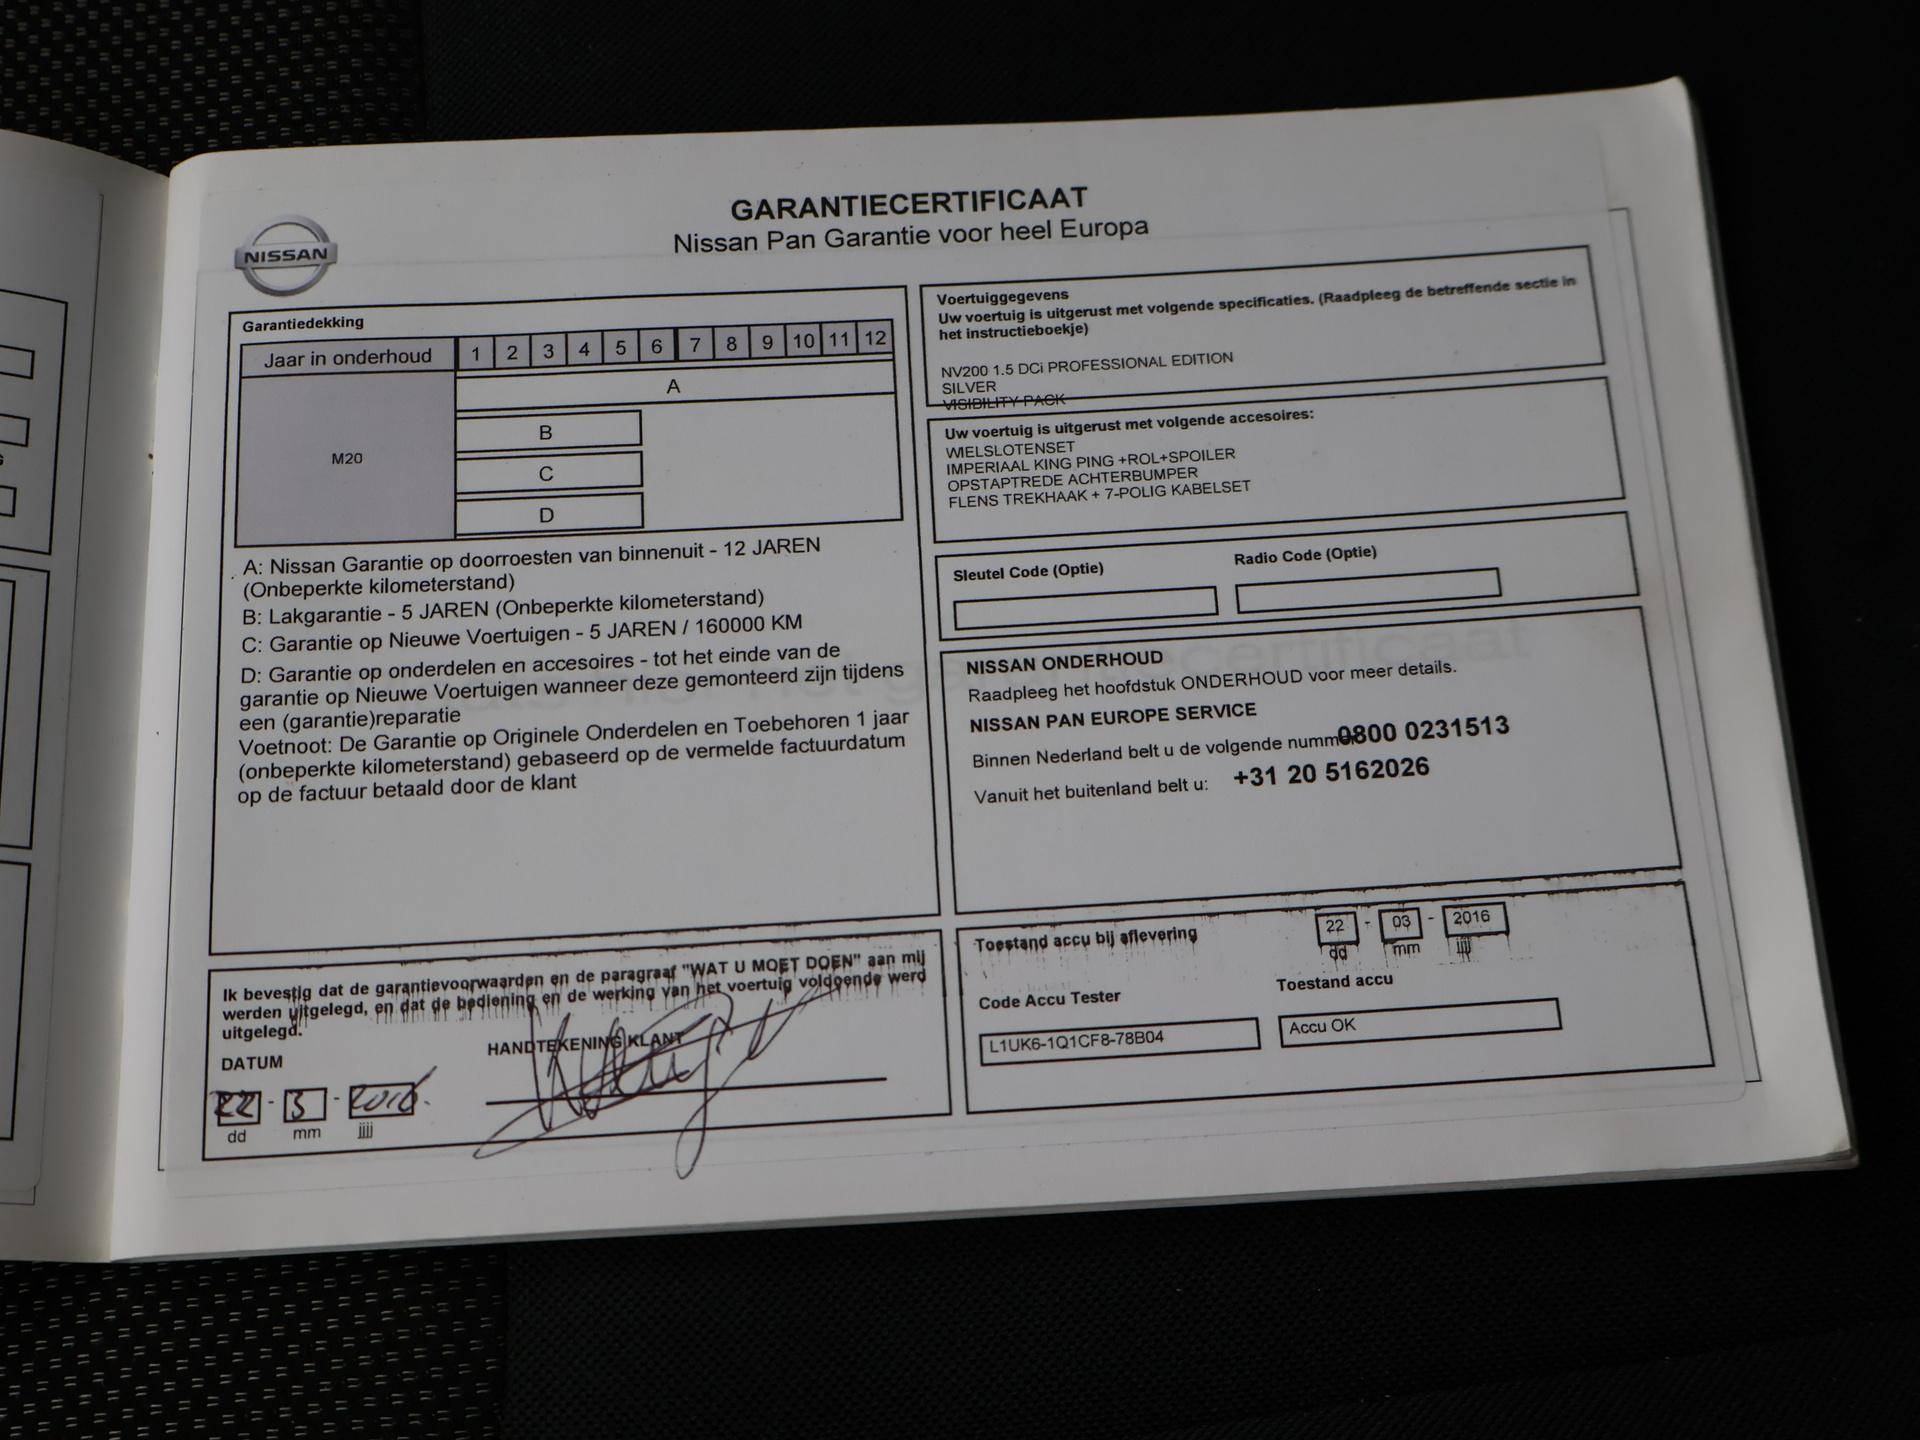 GARANTIECERTIFICAAT
Nissan Pan Garantie voor heel Europa
NISSAN
Garantiedekking
Jaar in onderhoud 1 2 3 4 5 6 7 8 9 10 11 12
A
M20
B
C
D
A: Nissan Garantie op doorroesten van binnenuit - 12 JAREN
(Onbeperkte kilometerstand)
B: Lakgarantie - 5 JAREN (Onbeperkte kilometerstand)
C: Garantie op Nieuwe Voertuigen - 5 JAREN / 160000 KM
D: Garantie op onderdelen en accesoires - tot het einde van de
garantie op Nieuwe Voertuigen wanneer deze gemonteerd zijn tijdens
een (garantie)reparatie
Voetnoot: De Garantie op Originele Onderdelen en Toebehoren 1 jaar
(onbeperkte kilometerstand) gebaseerd op de vermelde factuurdatum
op de factuur betaald door de klant
Ik bevestig dat de garantievoorwaarden en de paragraaf "WAT U MOET DOEN" aan mij
werden uitgelegd, en dat de bediening en de werking van het voertuig voldoende werd
uitgelegd.
DATUM
HANDTEKENING KLANT
22 - 3 - 2016
dd mm jjjj
Voertuiggegevens
Uw voertuig is uitgerust met volgende specificaties. (Raadpleeg de betreffende sectie in
het instructieboekje)
NV200 1.5 DCi PROFESSIONAL EDITION
SILVER
VISIBILITY PACK
Uw voertuig is uitgerust met volgende accesoires:
WIELSLOTENSET
IMPERIAAL KING PING +ROL+SPOILER
OPSTAPTREDE ACHTERBUMPER
FLENS TREKHAAK + 7-POLIG KABELSET
Sleutel Code (Optie) Radio Code (Optie)
NISSAN ONDERHOUD
Raadpleeg het hoofdstuk ONDERHOUD voor meer details.
NISSAN PAN EUROPE SERVICE
Binnen Nederland belt u de volgende nummer 0800 0231513
Vanuit het buitenland belt u: +31 20 5162026
Toestand accu bij aflevering 22 - 03 - 2016
dd mm jjjj
Code Accu Tester Toestand accu
L1UK6-1Q1CF8-78B04 Accu OK